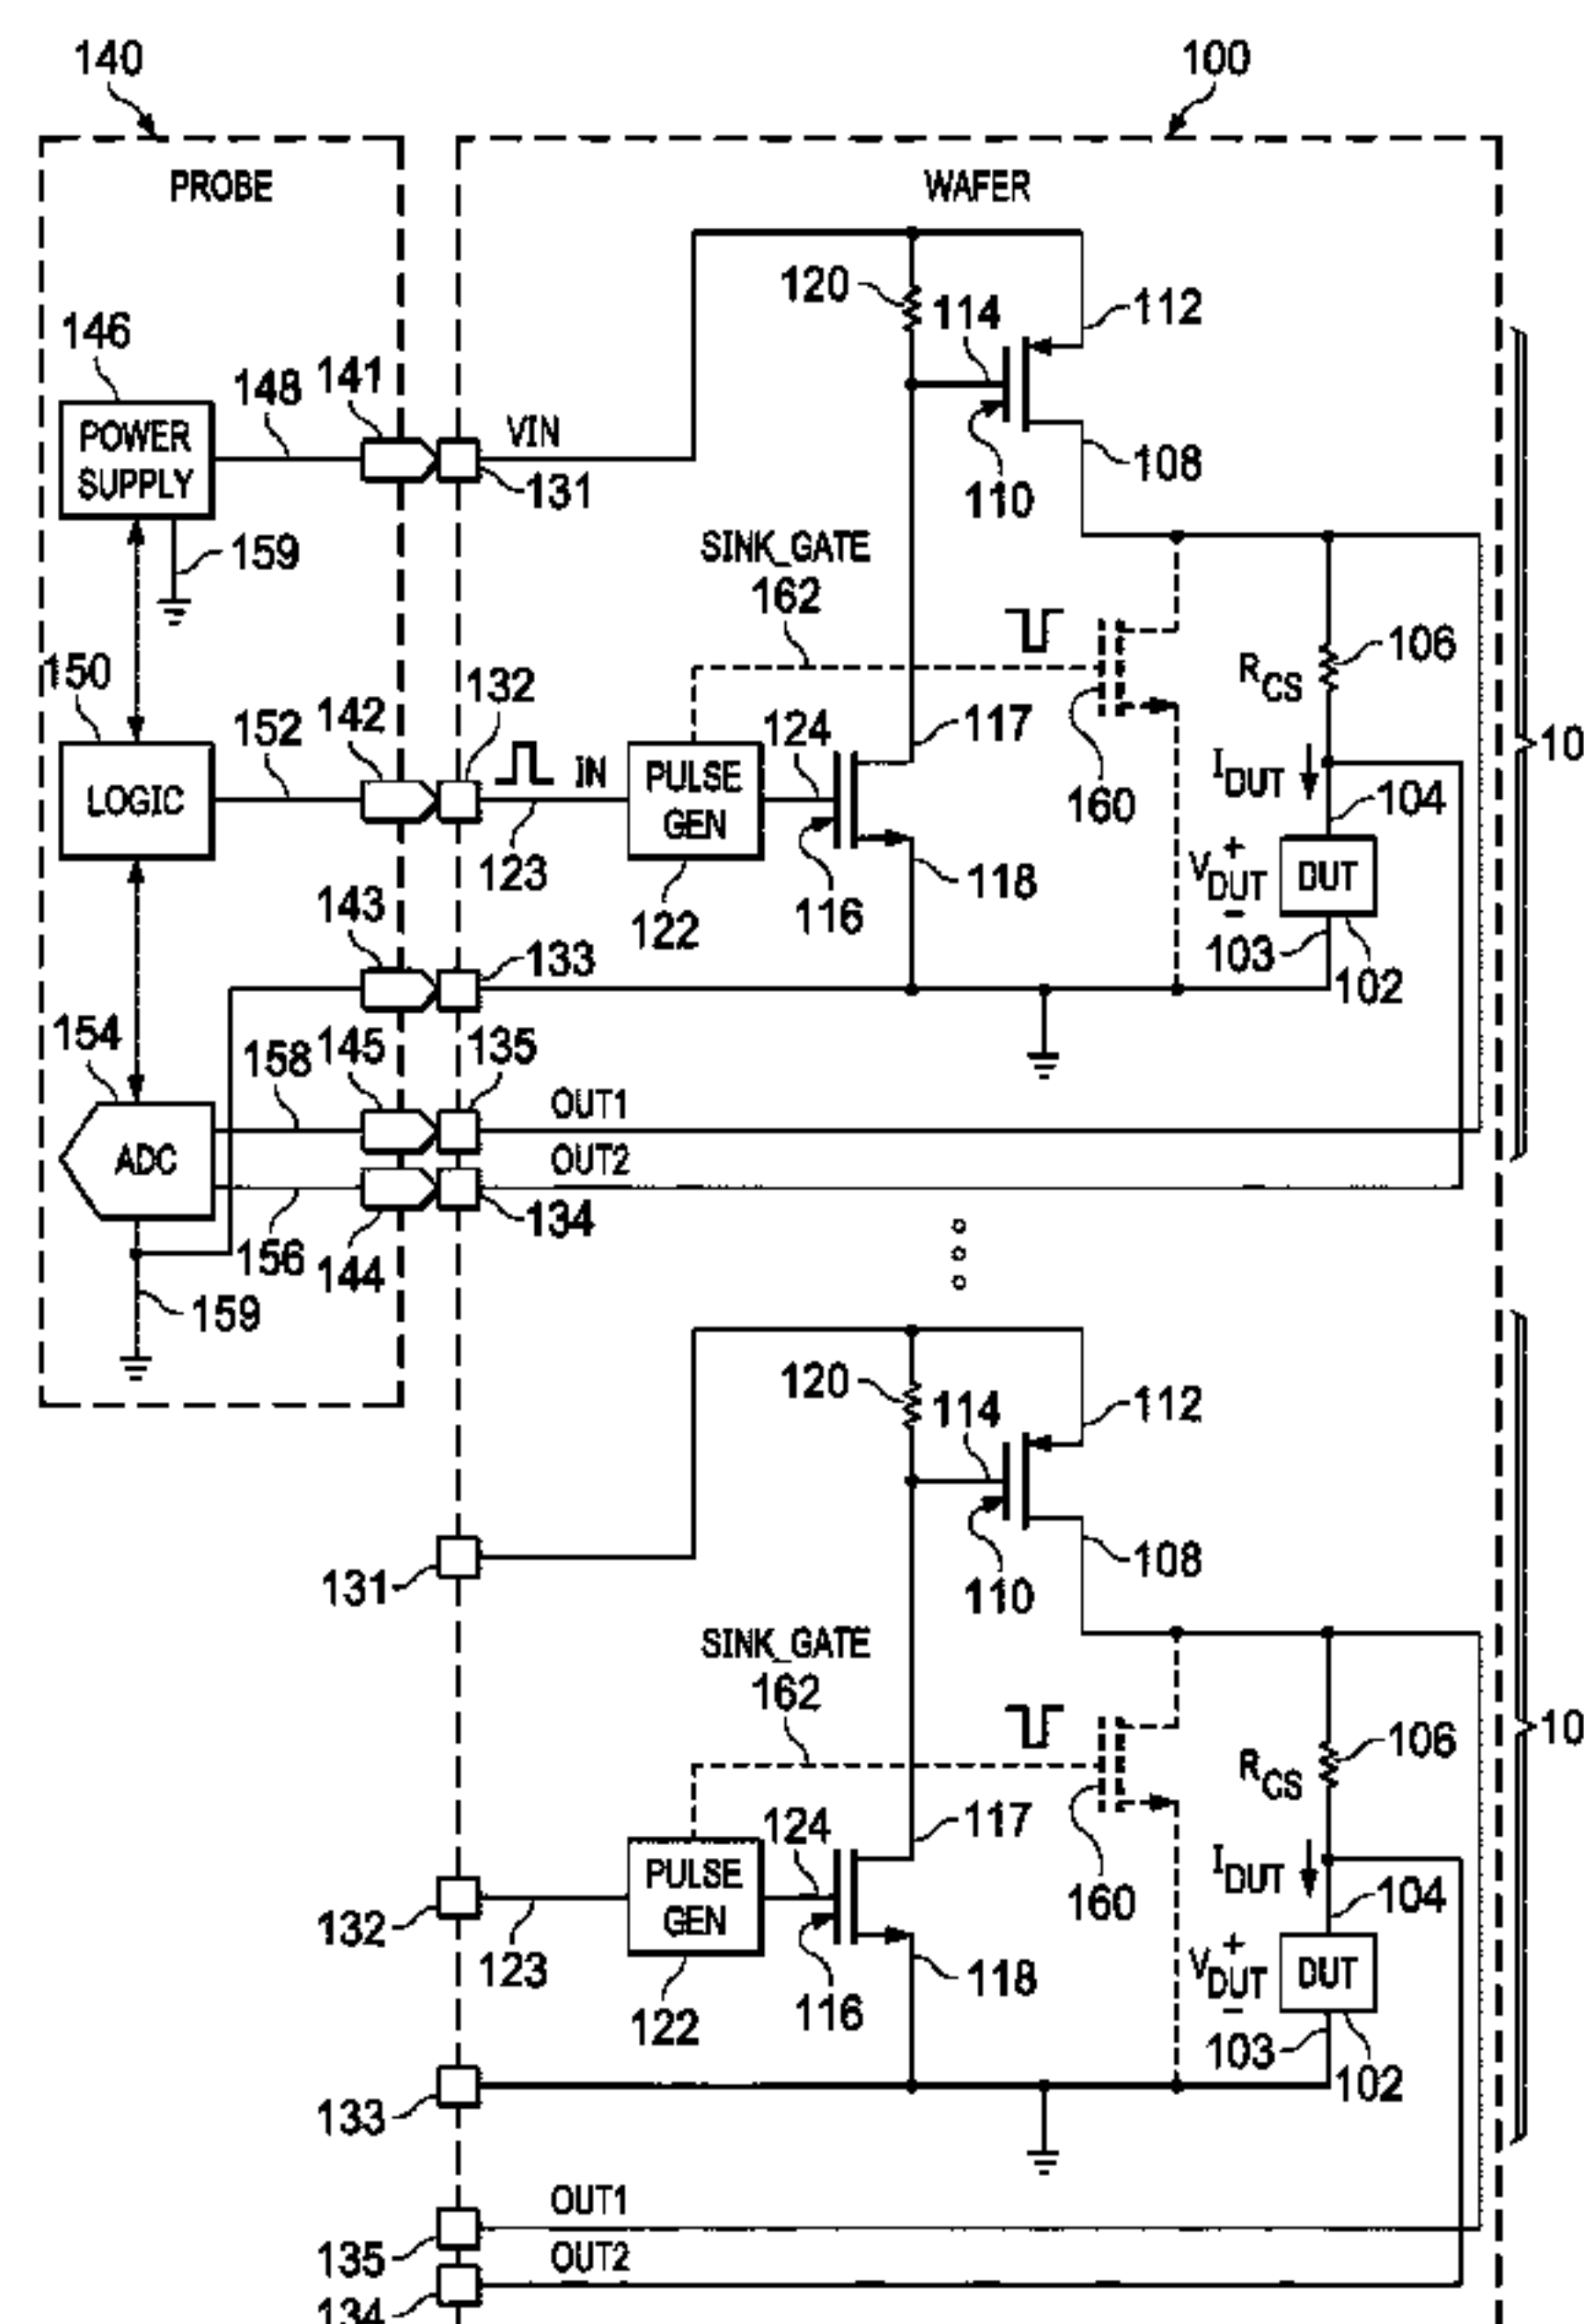 140
100
PROBE
WAFER
120
114
112
146
148
141
VIN
POWER
SUPPLY
131
110
108
159
SINK_GATE
162
150
132
RCS
106
152
142
IN
124
117
IDUT
10
LOGIC
PULSE
GEN
160
104
123
VDUT
+
-
DUT
143
122
116
118
133
103
102
154
145
135
158
OUT1
ADC
OUT2
156
144
134
159
120
114
112
131
110
108
SINK_GATE
162
RCS
106
124
117
IDUT
10
132
PULSE
GEN
160
104
123
VDUT
+
-
DUT
122
116
118
103
102
133
OUT1
135
OUT2
134